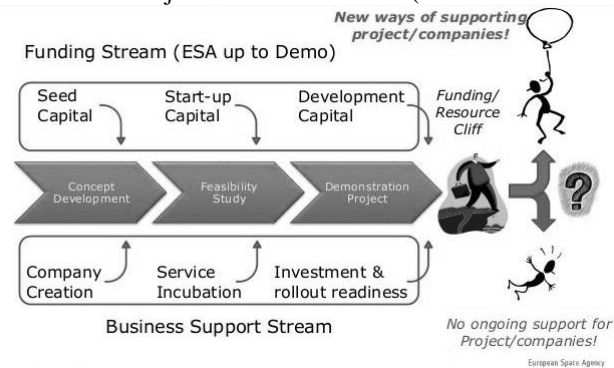 New ways of supporting
project/companies!
Funding Stream (ESA up to Demo)
Seed
Capital
Start-up
Capital
Development
Capital
Funding/
Resource
Cliff
Concept
Development
Feasibility
Study
Demonstration
Project
?
Company
Creation
Service
Incubation
Investment &
rollout readiness
Business Support Stream
No ongoing support for
Project/companies!
European Space Agency